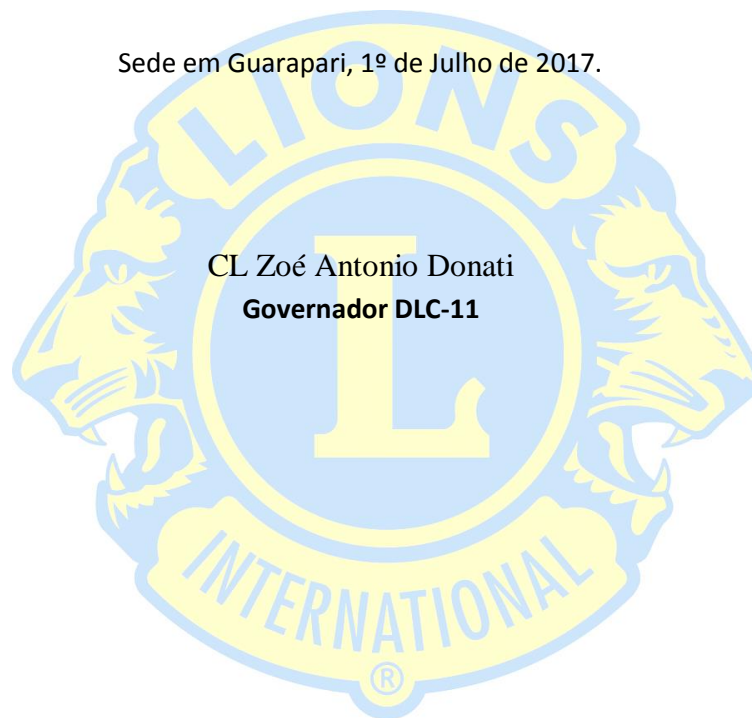 Sede em Guarapari, 1º de Julho de 2017.
LIONS
CL Zoé Antonio Donati
Governador DLC-11
L
INTERNATIONAL
®